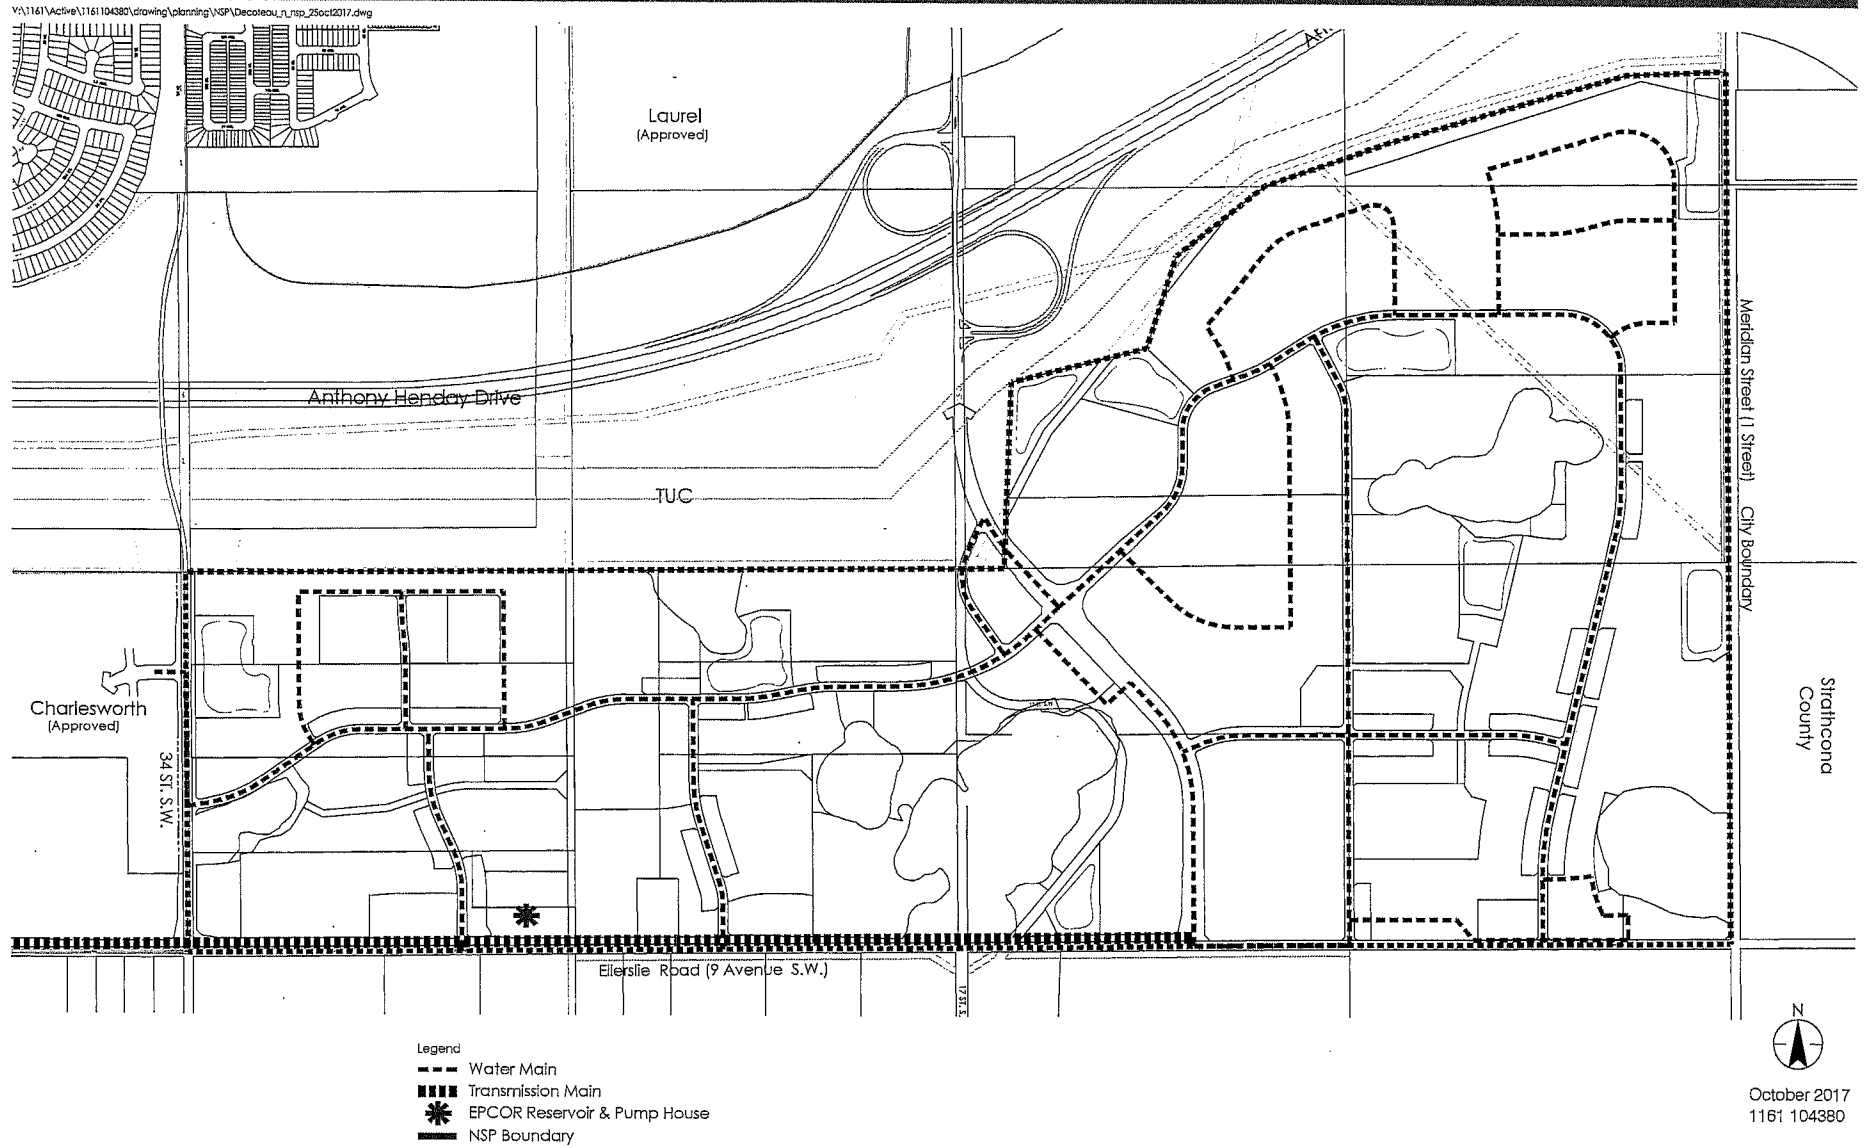 V:\1161\Active\1161104380\drawing\planning\NSP\Decoteau_n_nsp_25oct2017.dwg
Laurel
(Approved)
Anthony Henday Drive
TUC
Meridian Street (1 Street) City Boundary
Charlesworth
(Approved)
34 ST. S.W.
Strathcona
County
Ellerslie Road (9 Avenue S.W.)
17 ST. S.
N
Legend
Water Main
Transmission Main
EPCOR Reservoir & Pump House
NSP Boundary
October 2017
1161 104380